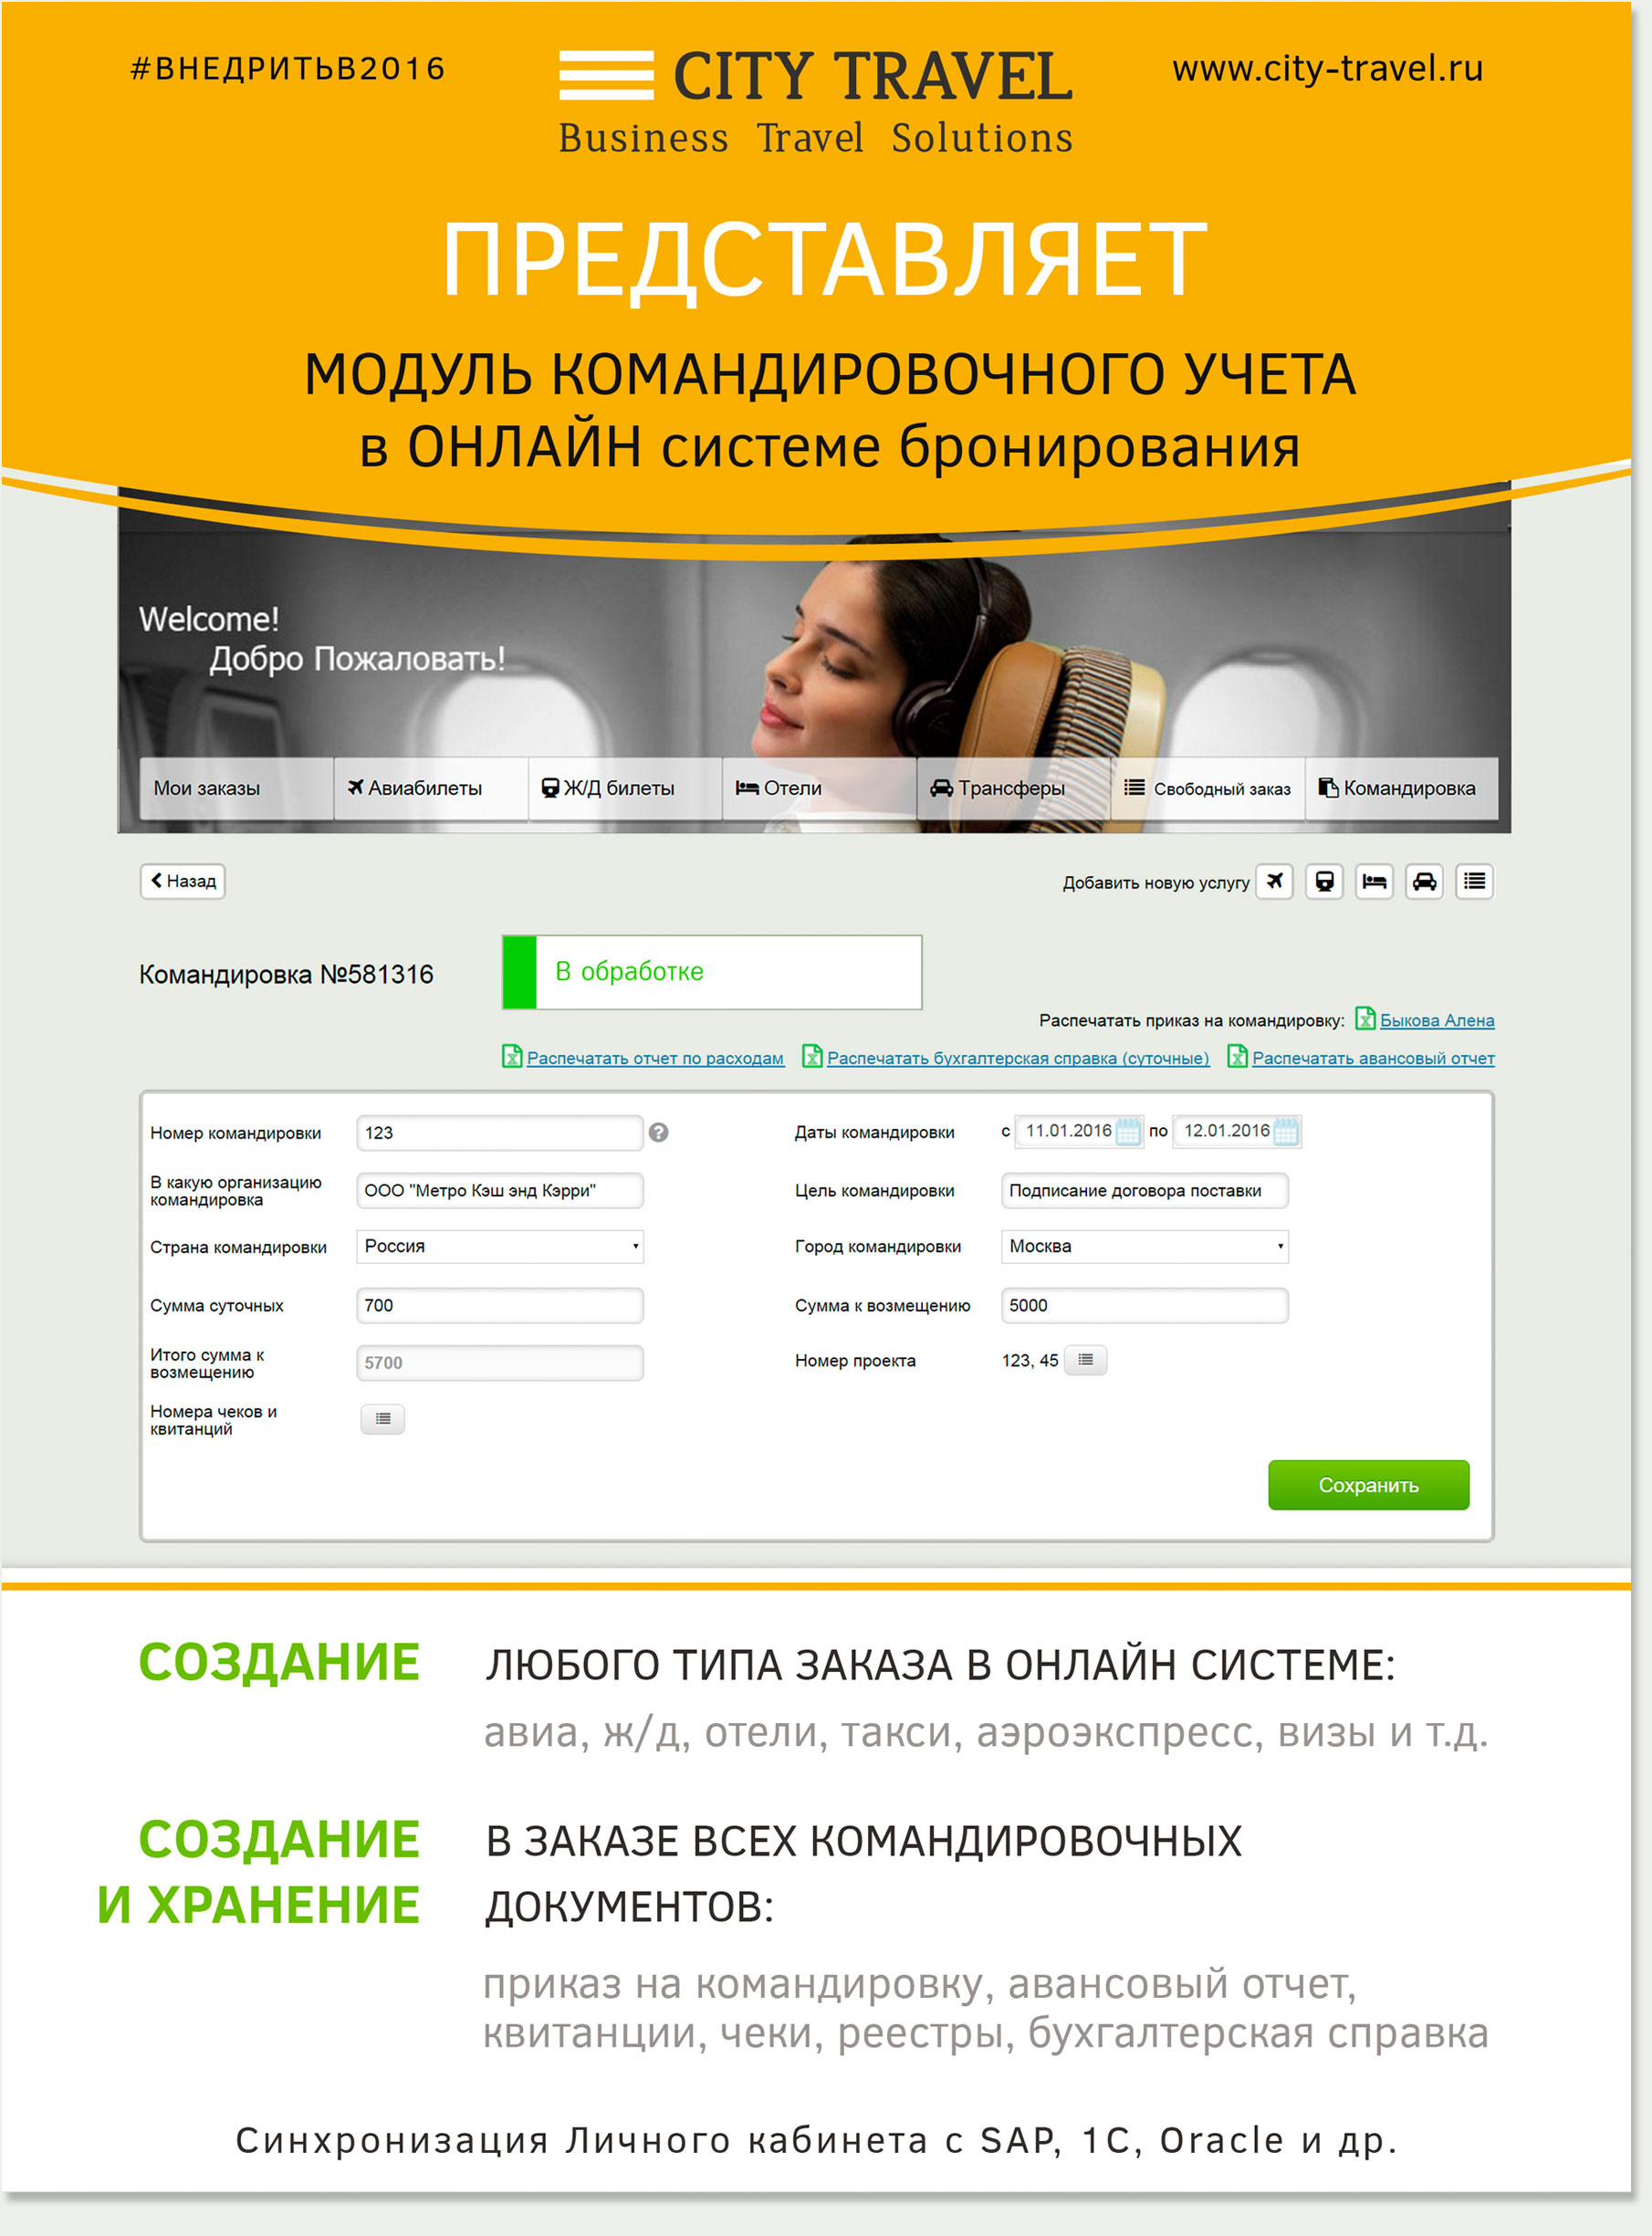 #ВНЕДРИТЬВ2016
CITY TRAVEL
Business Travel Solutions
www.city-travel.ru
ПРЕДСТАВЛЯЕТ
МОДУЛЬ КОМАНДИРОВОЧНОГО УЧЕТА
в ОНЛАЙН системе бронирования
Welcome!
Добро Пожаловать!
Мои заказы Авиабилеты Ж/Д билеты Отели Трансферы Свободный заказ Командировка
Назад
Добавить новую услугу
Командировка №581316
В обработке
Распечатать приказ на командировку: Быкова Алена
Распечатать отчет по расходам Распечатать бухгалтерская справка (суточные) Распечатать авансовый отчет
Номер командировки 123 ?
Даты командировки с 11.01.2016 по 12.01.2016
В какую организацию
командировка
ООО "Метро Кэш энд Кэрри"
Цель командировки Подписание договора поставки
Страна командировки Россия
Город командировки Москва
Сумма суточных 700
Сумма к возмещению 5000
Итого сумма к
возмещению
5700
Номер проекта 123, 45
Номера чеков и
квитанций
Сохранить
СОЗДАНИЕ
ЛЮБОГО ТИПА ЗАКАЗА В ОНЛАЙН СИСТЕМЕ:
авиа, ж/д, отели, такси, аэроэкспресс, визы и т.д.
СОЗДАНИЕ
И ХРАНЕНИЕ
В ЗАКАЗЕ ВСЕХ КОМАНДИРОВОЧНЫХ
ДОКУМЕНТОВ:
приказ на командировку, авансовый отчет,
квитанции, чеки, реестры, бухгалтерская справка
Синхронизация Личного кабинета с SAP, 1С, Oracle и др.